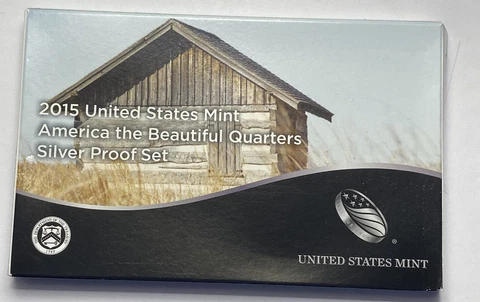 2015 United States Mint
America the Beautiful Quarters
Silver Proof Set
®
UNITED STATES MINT